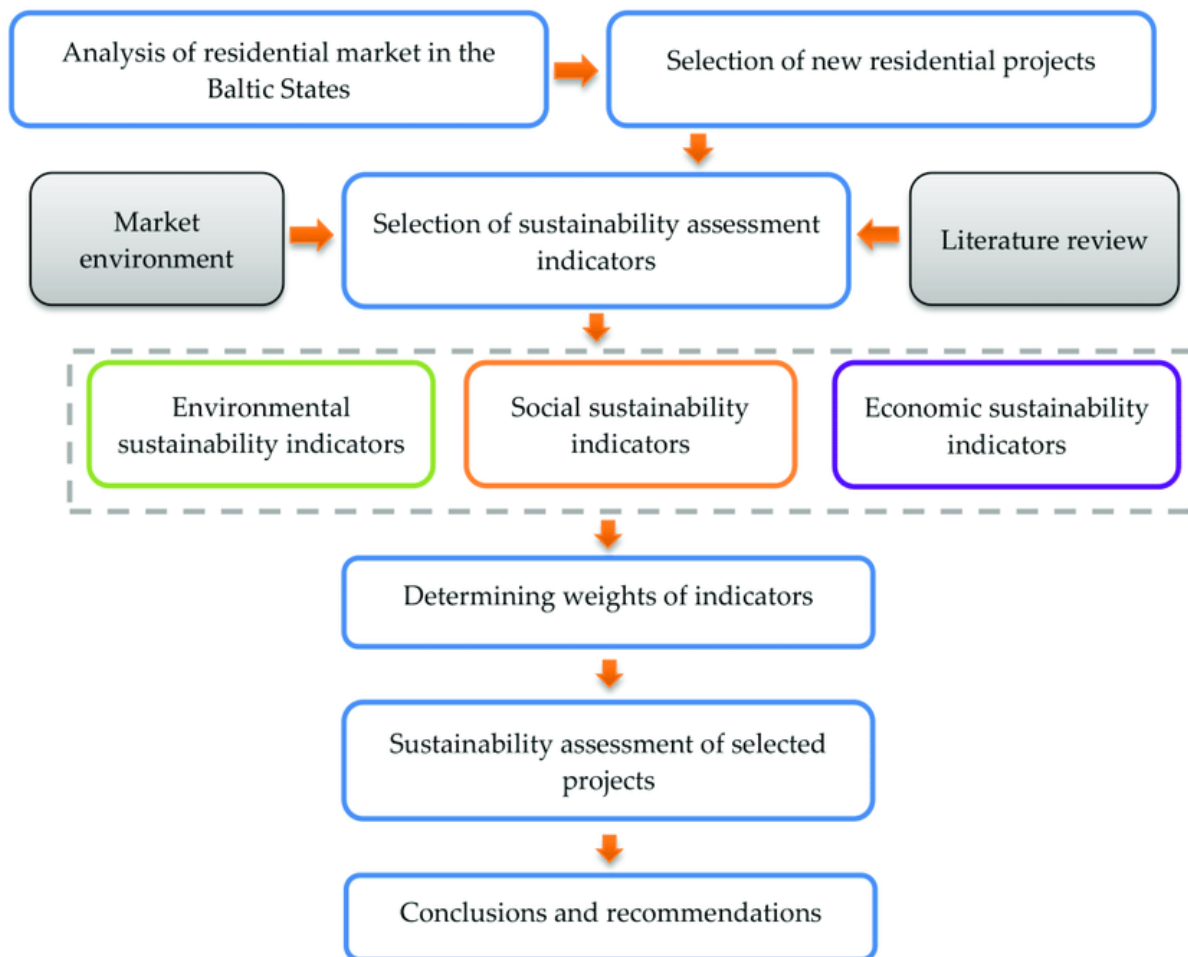 Analysis of residential market in the
Baltic States
Selection of new residential projects
Market
environment
Selection of sustainability assessment
indicators
Literature review
Environmental
sustainability indicators
Social sustainability
indicators
Economic sustainability
indicators
Determining weights of indicators
Sustainability assessment of selected
projects
Conclusions and recommendations